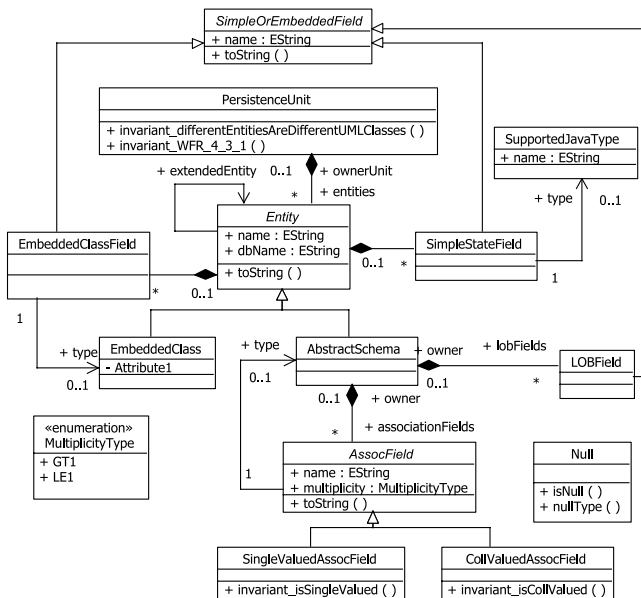 SimpleOrEmbeddedField
+ name : EString
+ toString ( )
PersistenceUnit
+ invariant_differentEntitiesAreDifferentUMLClasses ( )
+ invariant_WFR_4_3_1 ( )
SupportedJavaType
+ name : EString
+ extendedEntity
0..1
+ ownerUnit
*
+ entities
+ type
0..1
Entity
+ name : EString
+ dbName : EString
+ toString ( )
EmbeddedClassField
SimpleStateField
0..1
*
1
*
0..1
1
+ type
0..1
EmbeddedClass
- Attribute1
+ type
0..1
AbstractSchema
+ owner
0..1
+ lobFields
*
LOBField
0..1
+ owner
*
+ associationFields
«enumeration»
MultiplicityType
+ GT1
+ LE1
1
AssocField
+ name : EString
+ multiplicity : MultiplicityType
+ toString ( )
Null
+ isNull ( )
+ nullType ( )
SingleValuedAssocField
+ invariant_isSingleValued ( )
CollValuedAssocField
+ invariant_isCollValued ( )